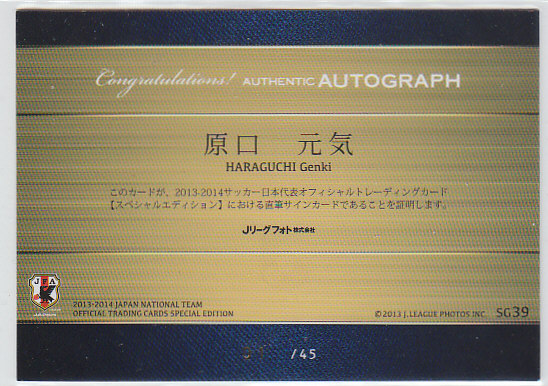 Congratulations! AUTHENTIC AUTOGRAPH
原口 元気
HARAGUCHI Genki
このカードが、2013-2014サッカー日本代表オフィシャルトレーディングカード
【スペシャルエディション】における直筆サインカードであることを証明します。
Jリーグフォト株式会社
JFA
2013-2014 JAPAN NATIONAL TEAM
OFFICIAL TRADING CARDS SPECIAL EDITION
©2013 J.LEAGUE PHOTOS INC. SG39
/45